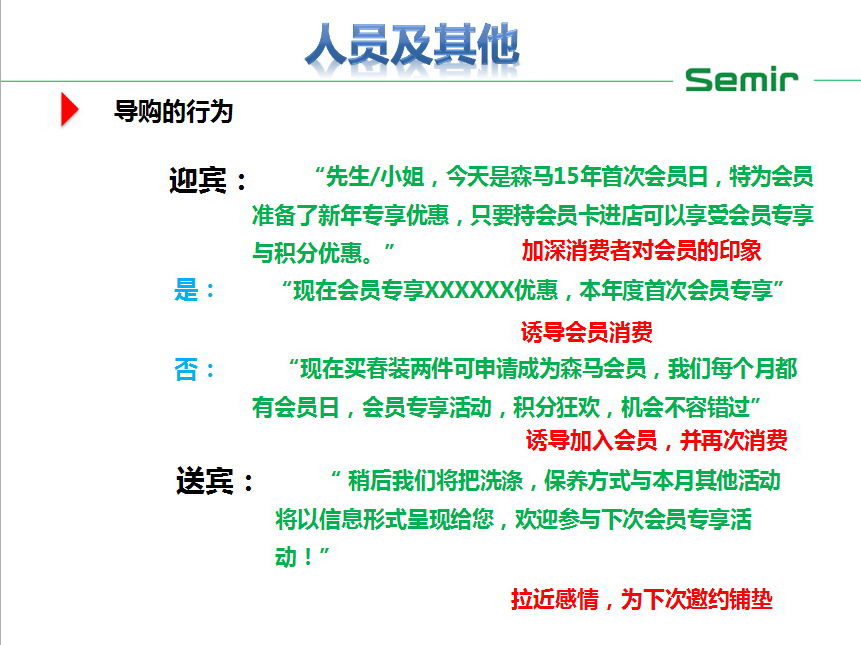 人员及其他
Semir
导购的行为
迎宾：
“先生/小姐，今天是森马15年首次会员日，特为会员
准备了新年专享优惠，只要持会员卡进店可以享受会员专享
与积分优惠。”
加深消费者对会员的印象
是：
“现在会员专享XXXXXX优惠，本年度首次会员专享”
诱导会员消费
否：
“现在买春装两件可申请成为森马会员，我们每个月都
有会员日，会员专享活动，积分狂欢，机会不容错过”
诱导加入会员，并再次消费
送宾：
“ 稍后我们将把洗涤，保养方式与本月其他活动
将以信息形式呈现给您，欢迎参与下次会员专享活
动！”
拉近感情，为下次邀约铺垫